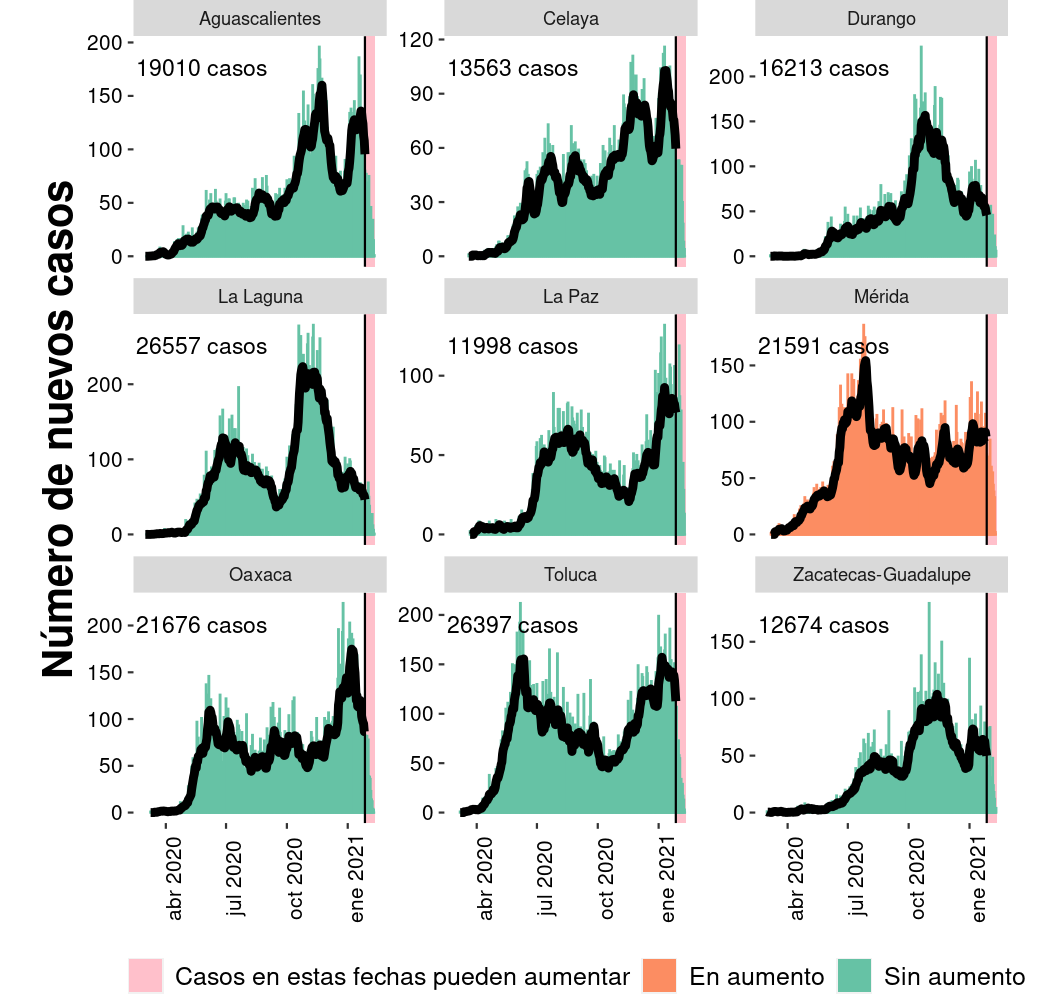 Número de nuevos casos
Aguascalientes
Celaya
Durango
200
150
100
50
0
19010 casos
120
90
60
30
0
13563 casos
200
150
100
50
0
16213 casos
La Laguna
La Paz
Mérida
200
100
0
26557 casos
100
50
0
11998 casos
150
100
50
0
21591 casos
Oaxaca
Toluca
Zacatecas-Guadalupe
200
150
100
50
0
21676 casos
200
150
100
50
0
26397 casos
150
100
50
0
12674 casos
abr 2020
jul 2020
oct 2020
ene 2021
abr 2020
jul 2020
oct 2020
ene 2021
abr 2020
jul 2020
oct 2020
ene 2021
Casos en estas fechas pueden aumentar
En aumento
Sin aumento